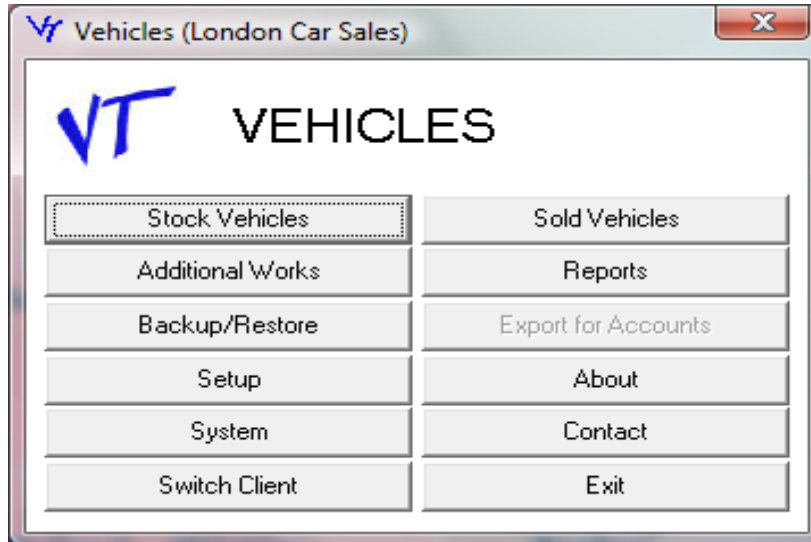 Vehicles (London Car Sales)
VT VEHICLES
Stock Vehicles Sold Vehicles
Additional Works Reports
Backup/Restore Export for Accounts
Setup About
System Contact
Switch Client Exit